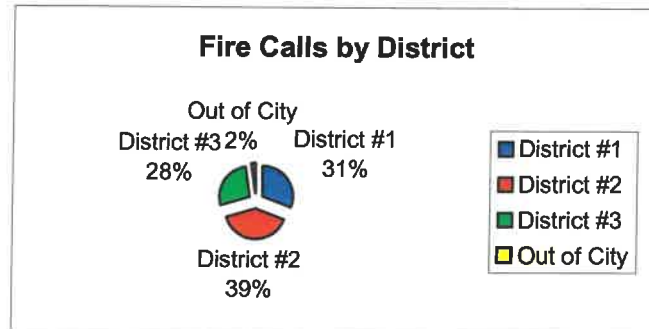 Fire Calls by District
Out of City
District #3 2% District #1
28% 31%
District #2
39%
District #1
District #2
District #3
Out of City